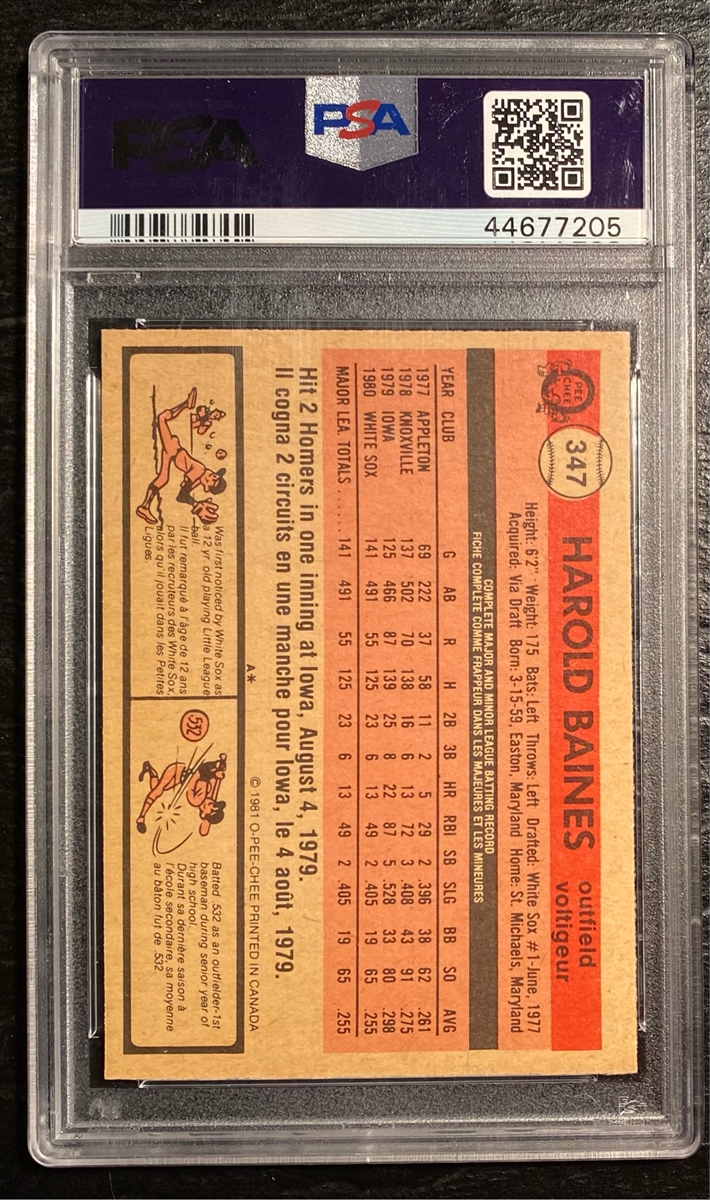 PSA
PSA
44677205
O PEE CHEE
347
HAROLD BAINES
outfield
voltigeur
Height: 6'2" Weight: 175 Bats: Left Throws: Left Drafted: White Sox #1-June, 1977
Acquired: Via Draft Born: 3-15-59, Easton, Maryland Home: St. Michaels, Maryland
COMPLETE MAJOR AND MINOR LEAGUE BATTING RECORD
FICHE COMPLÈTE COMME FRAPPEUR DANS LES MAJEURES ET LES MINEURES
YEAR CLUB G AB R H 2B 3B HR RBI SB SLG BB SO AVG
1977 APPLETON 69 222 37 58 11 2 5 29 2 .396 38 62 .261
1978 KNOXVILLE 137 502 70 138 16 6 13 72 3 .408 43 91 .275
1979 IOWA 125 466 87 139 25 8 22 87 5 .528 33 80 .298
1980 WHITE SOX 141 491 55 125 23 6 13 49 2 .405 19 65 .255
MAJOR LEA. TOTALS ...... 141 491 55 125 23 6 13 49 2 .405 19 65 .255
Hit 2 Homers in one inning at Iowa, August 4, 1979.
Il cogna 2 circuits en une manche pour Iowa, le 4 août, 1979.
A* © 1981 O-PEE-CHEE PRINTED IN CANADA
Was first noticed by White Sox as
a 12 yr. old playing Little League
ball.
Il fut remarqué à l'âge de 12 ans
par les recruteurs des White Sox,
alors qu'il jouait dans les Petites
Ligues.
.532
Batted .532 as an outfielder-1st
baseman during senior year of
high school.
Durant sa dernière saison à
l'école secondaire, sa moyenne
au bâton fut de .532.